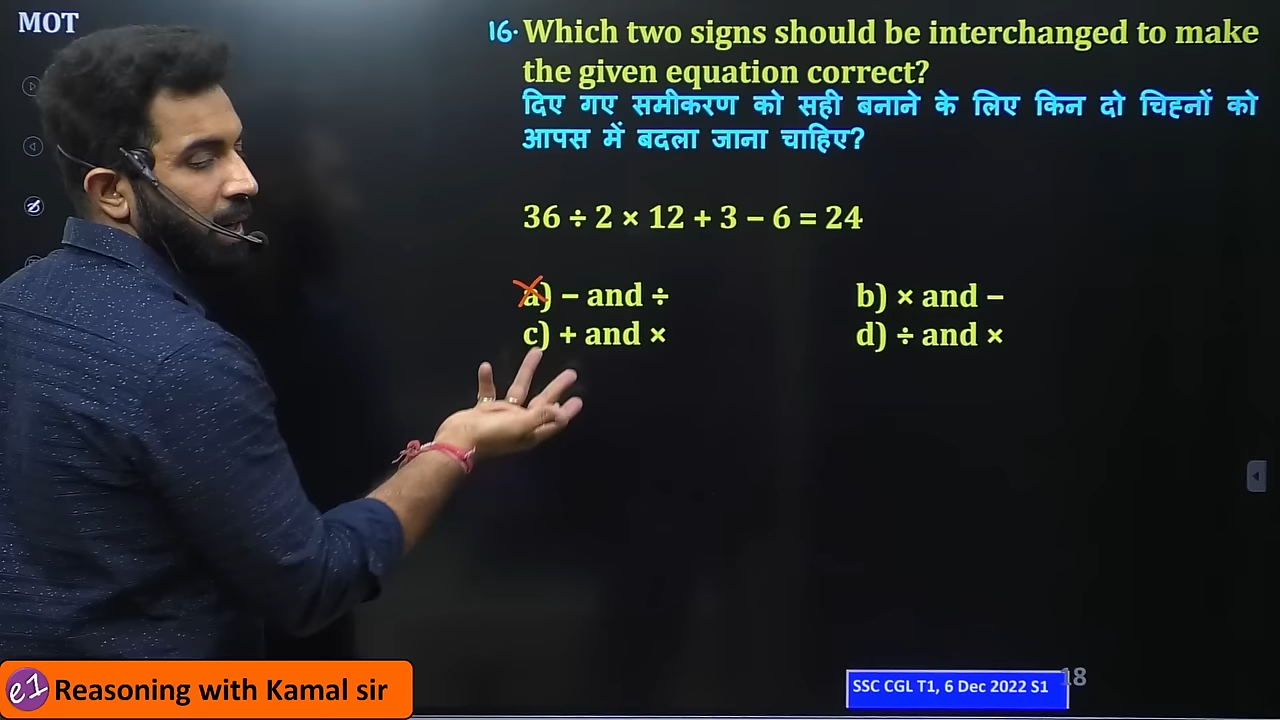 MOT
16. Which two signs should be interchanged to make
the given equation correct?
दिए गए समीकरण को सही बनाने के लिए किन दो चिह्नों को
आपस में बदला जाना चाहिए?
36 ÷ 2 × 12 + 3 − 6 = 24
a) − and ÷
b) × and −
c) + and ×
d) ÷ and ×
e1 Reasoning with Kamal sir
SSC CGL T1, 6 Dec 2022 S1
18